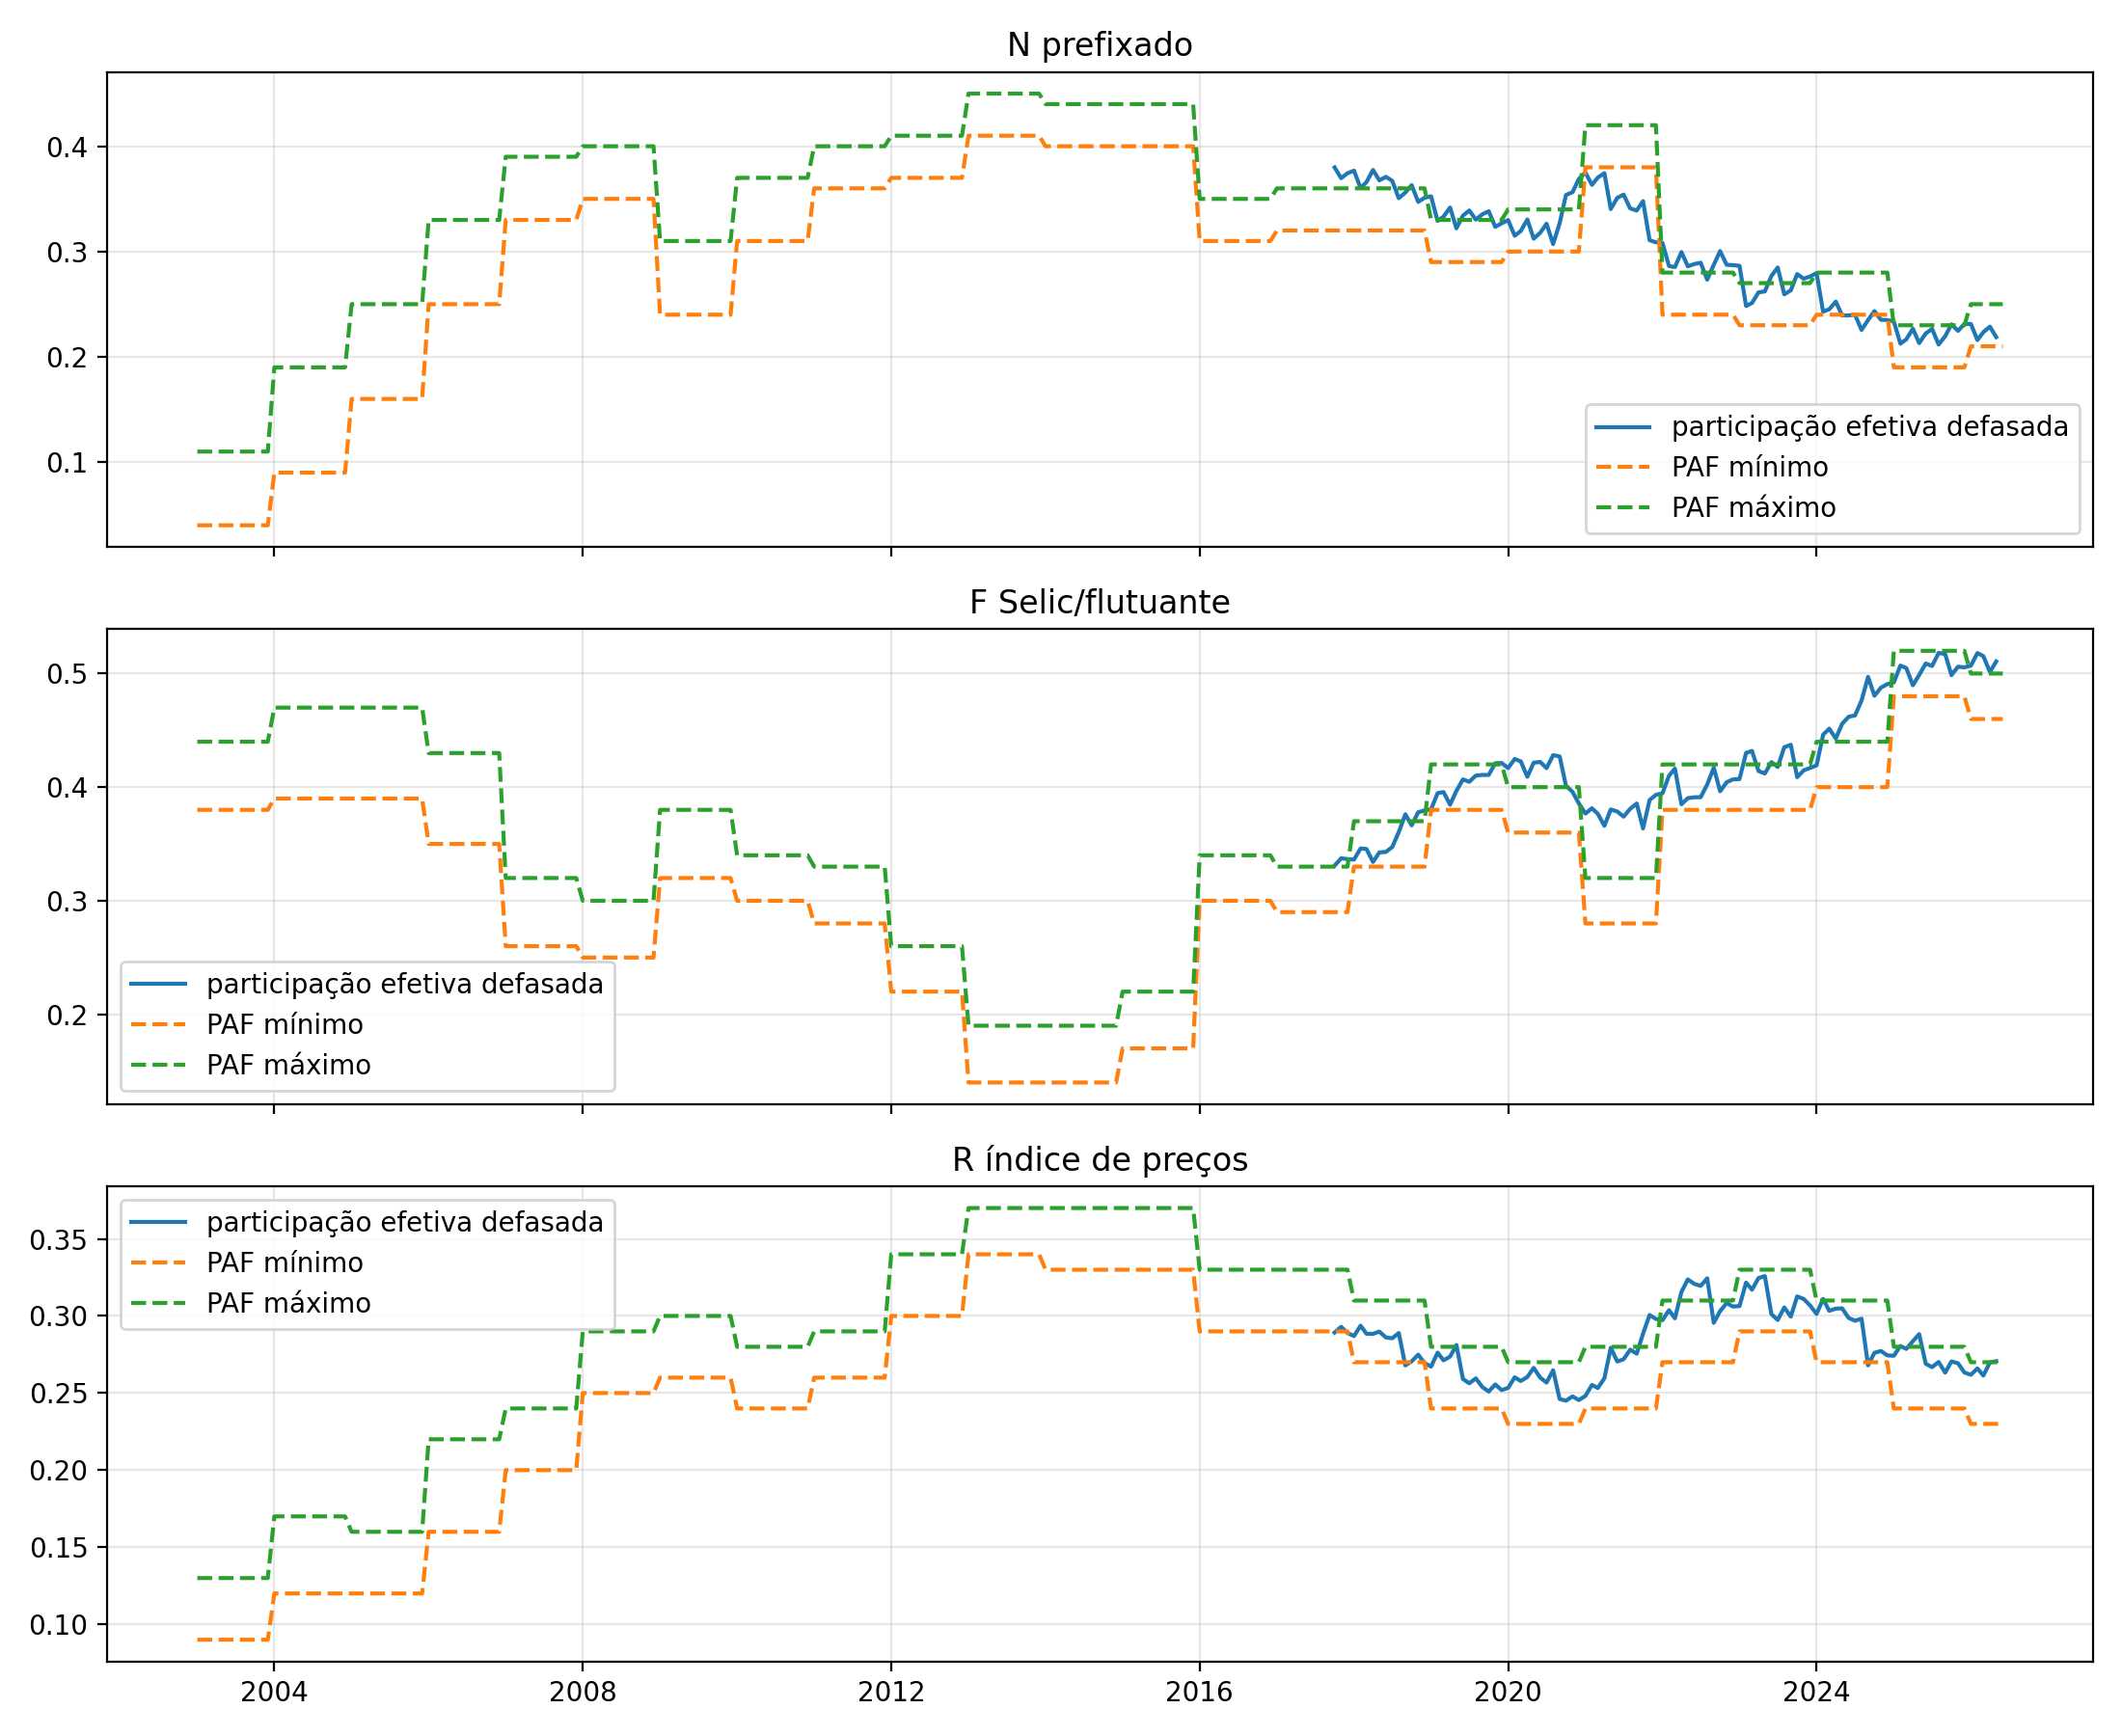 N prefixado
0.4
0.3
0.2
0.1
participação efetiva defasada
PAF mínimo
PAF máximo
F Selic/flutuante
0.5
0.4
0.3
0.2
participação efetiva defasada
PAF mínimo
PAF máximo
R índice de preços
0.35
0.30
0.25
0.20
0.15
0.10
participação efetiva defasada
PAF mínimo
PAF máximo
2004 2008 2012 2016 2020 2024